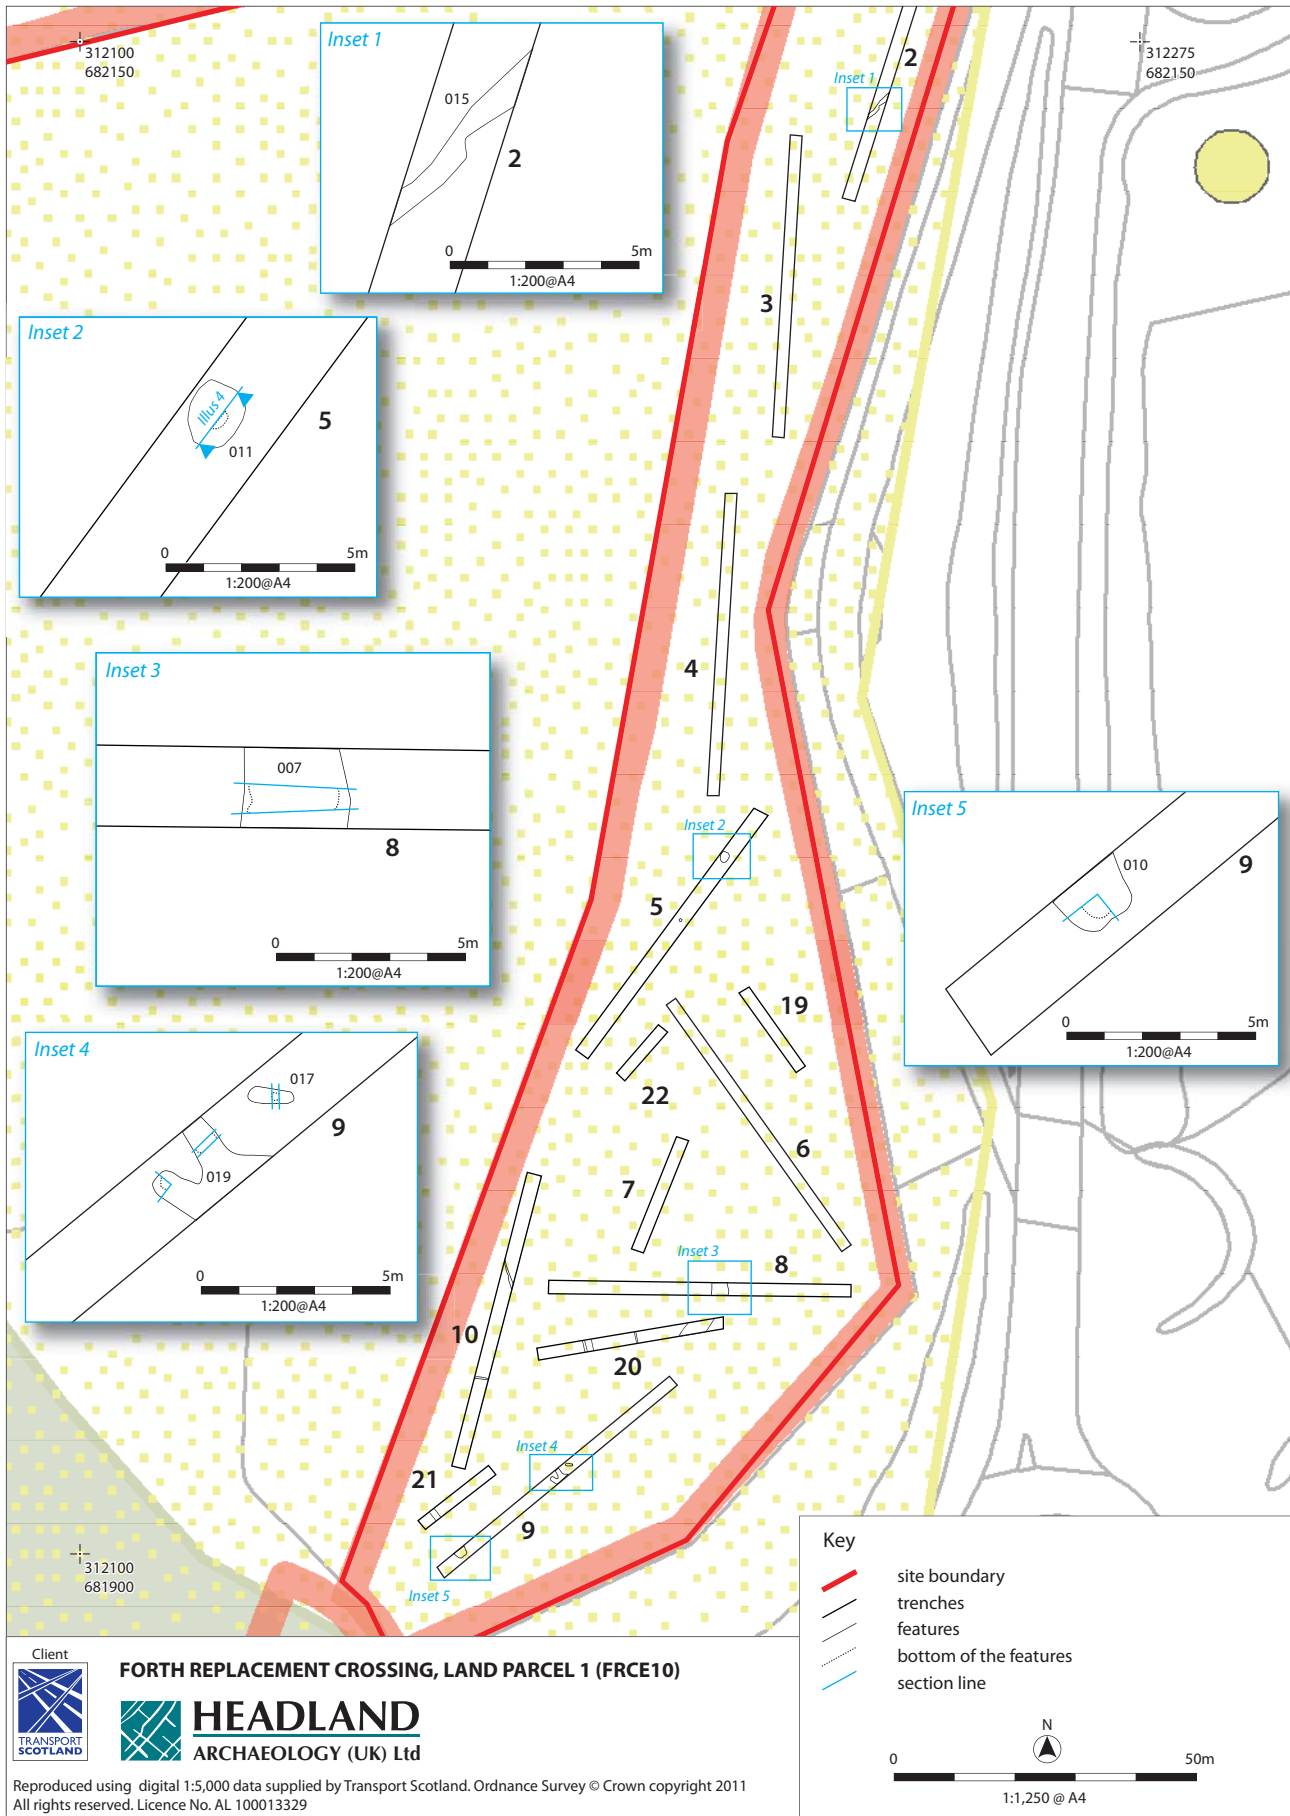 312100
682150
312275
682150
Inset 1
015
2
0 5m
1:200@A4
2
Inset 1
3
Inset 2
Illus 4
011
5
0 5m
1:200@A4
4
Inset 3
007
8
0 5m
1:200@A4
Inset 2
5
Inset 5
010
9
0 5m
1:200@A4
19
22
6
7
Inset 4
017
9
019
0 5m
1:200@A4
Inset 3
8
10
20
Inset 4
21
9
Inset 5
312100
681900
Key
site boundary
trenches
features
bottom of the features
section line
N
0 50m
1:1,250 @ A4
Client
TRANSPORT
SCOTLAND
FORTH REPLACEMENT CROSSING, LAND PARCEL 1 (FRCE10)
HEADLAND
ARCHAEOLOGY (UK) Ltd
Reproduced using digital 1:5,000 data supplied by Transport Scotland. Ordnance Survey © Crown copyright 2011
All rights reserved. Licence No. AL 100013329